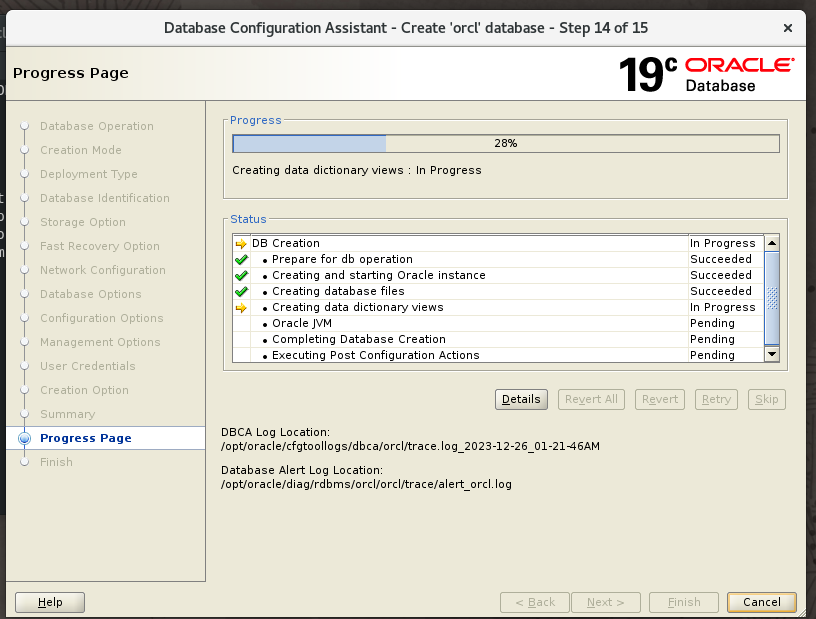 Database Configuration Assistant - Create 'orcl' database - Step 14 of 15
×
Progress Page
19c ORACLE
Database
Database Operation
Creation Mode
Deployment Type
Database Identification
Storage Option
Fast Recovery Option
Network Configuration
Database Options
Configuration Options
Management Options
User Credentials
Creation Option
Summary
Progress Page
Finish
Progress
28%
Creating data dictionary views : In Progress
Status
DB Creation In Progress
• Prepare for db operation Succeeded
• Creating and starting Oracle instance Succeeded
• Creating database files Succeeded
• Creating data dictionary views In Progress
• Oracle JVM Pending
• Completing Database Creation Pending
• Executing Post Configuration Actions Pending
Details Revert All Revert Retry Skip
DBCA Log Location:
/opt/oracle/cfgtoollogs/dbca/orcl/trace.log_2023-12-26_01-21-46AM
Database Alert Log Location:
/opt/oracle/diag/rdbms/orcl/orcl/trace/alert_orcl.log
Help < Back Next > Finish Cancel